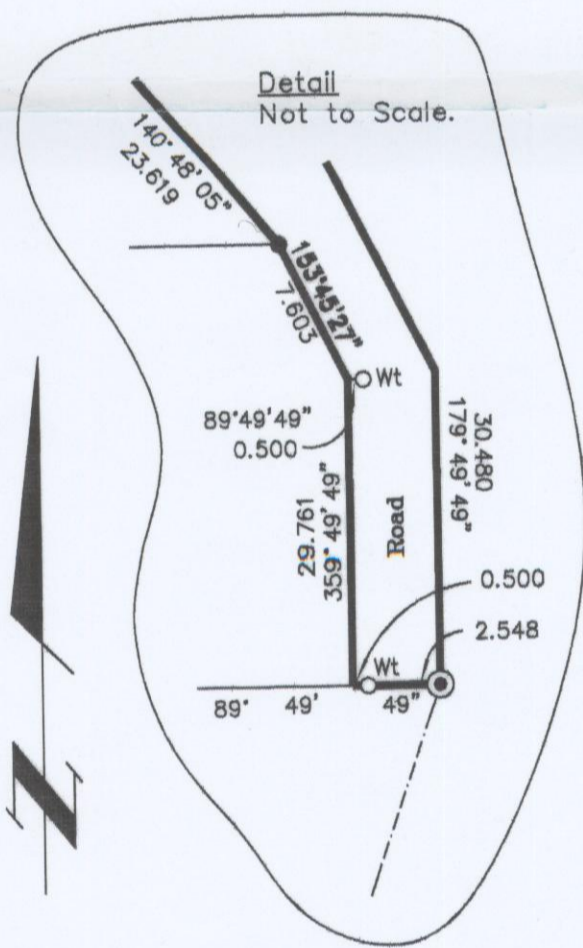 Detail
Not to Scale.
140° 48' 05"
23.619
153°45'27"
7.603
Wt
89°49'49"
0.500
29.761
359° 49' 49"
Road
30.480
179° 49' 49"
0.500
2.548
Wt
89° 49' 49"
N